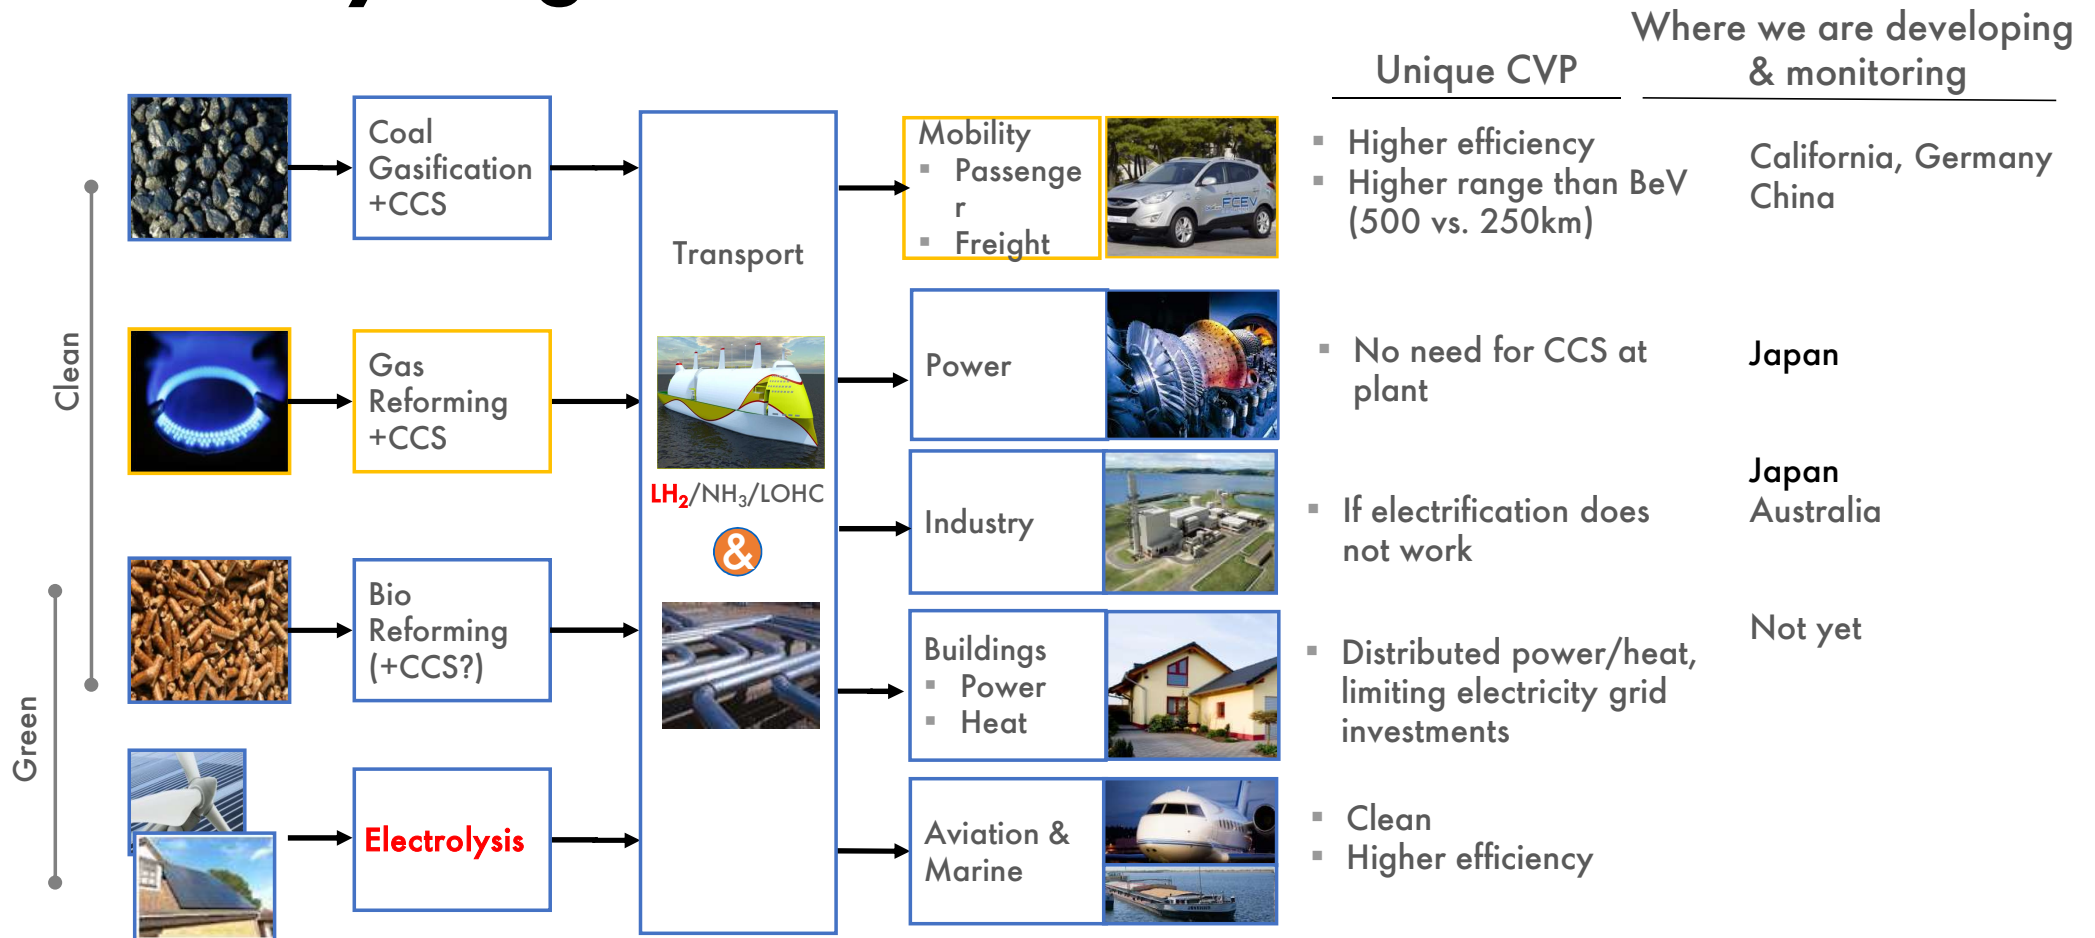 Unique CVP
Where we are developing
& monitoring
Clean
Green
Coal
Gasification
+CCS
Gas
Reforming
+CCS
Bio
Reforming
(+CCS?)
Electrolysis
Transport
LH₂/NH₃/LOHC
&
Mobility
▪ Passenge
r
▪ Freight
FCEV
▪ Higher efficiency
▪ Higher range than BeV
(500 vs. 250km)
California, Germany
China
Power
▪ No need for CCS at
plant
Japan
Industry
▪ If electrification does
not work
Japan
Australia
Buildings
▪ Power
▪ Heat
▪ Distributed power/heat,
limiting electricity grid
investments
Not yet
Aviation &
Marine
▪ Clean
▪ Higher efficiency